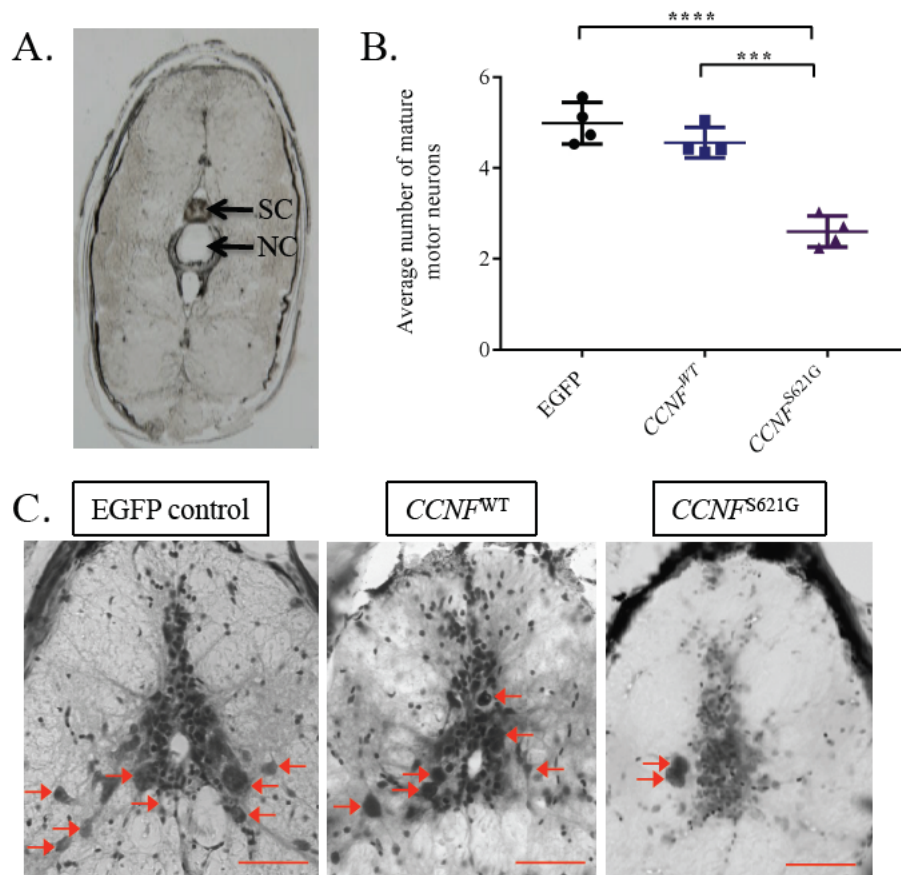 A.
SC
NC
B.
****
***
Average number of mature
motor neurons
6
4
2
0
EGFP
CCNF^WT
CCNF^S621G
C.
EGFP control
CCNF^WT
CCNF^S621G